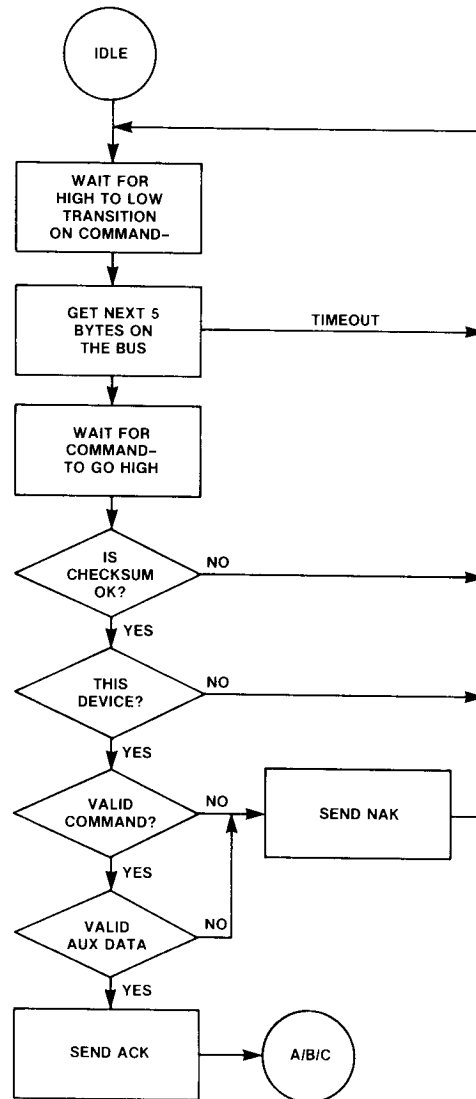 IDLE
WAIT FOR
HIGH TO LOW
TRANSITION
ON COMMAND–
GET NEXT 5
BYTES ON
THE BUS
TIMEOUT
WAIT FOR
COMMAND–
TO GO HIGH
IS
CHECKSUM
OK?
NO
YES
THIS
DEVICE?
NO
YES
VALID
COMMAND?
NO
SEND NAK
YES
VALID
AUX DATA
NO
YES
SEND ACK
A/B/C